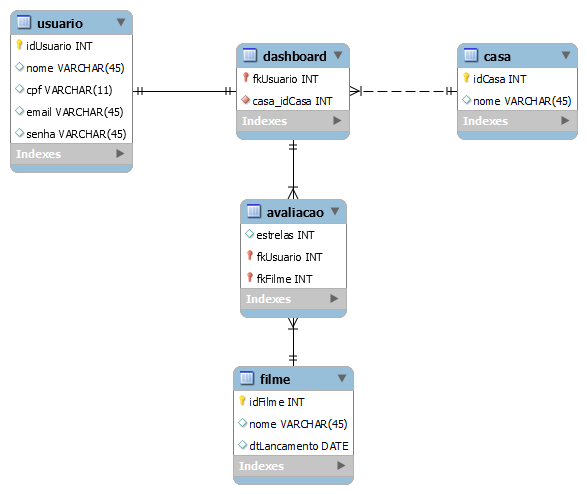 usuario
idUsuario INT
nome VARCHAR(45)
cpf VARCHAR(11)
email VARCHAR(45)
senha VARCHAR(45)
Indexes
dashboard
fkUsuario INT
casa_idCasa INT
Indexes
casa
idCasa INT
nome VARCHAR(45)
Indexes
avaliacao
estrelas INT
fkUsuario INT
fkFilme INT
Indexes
filme
idFilme INT
nome VARCHAR(45)
dtLancamento DATE
Indexes